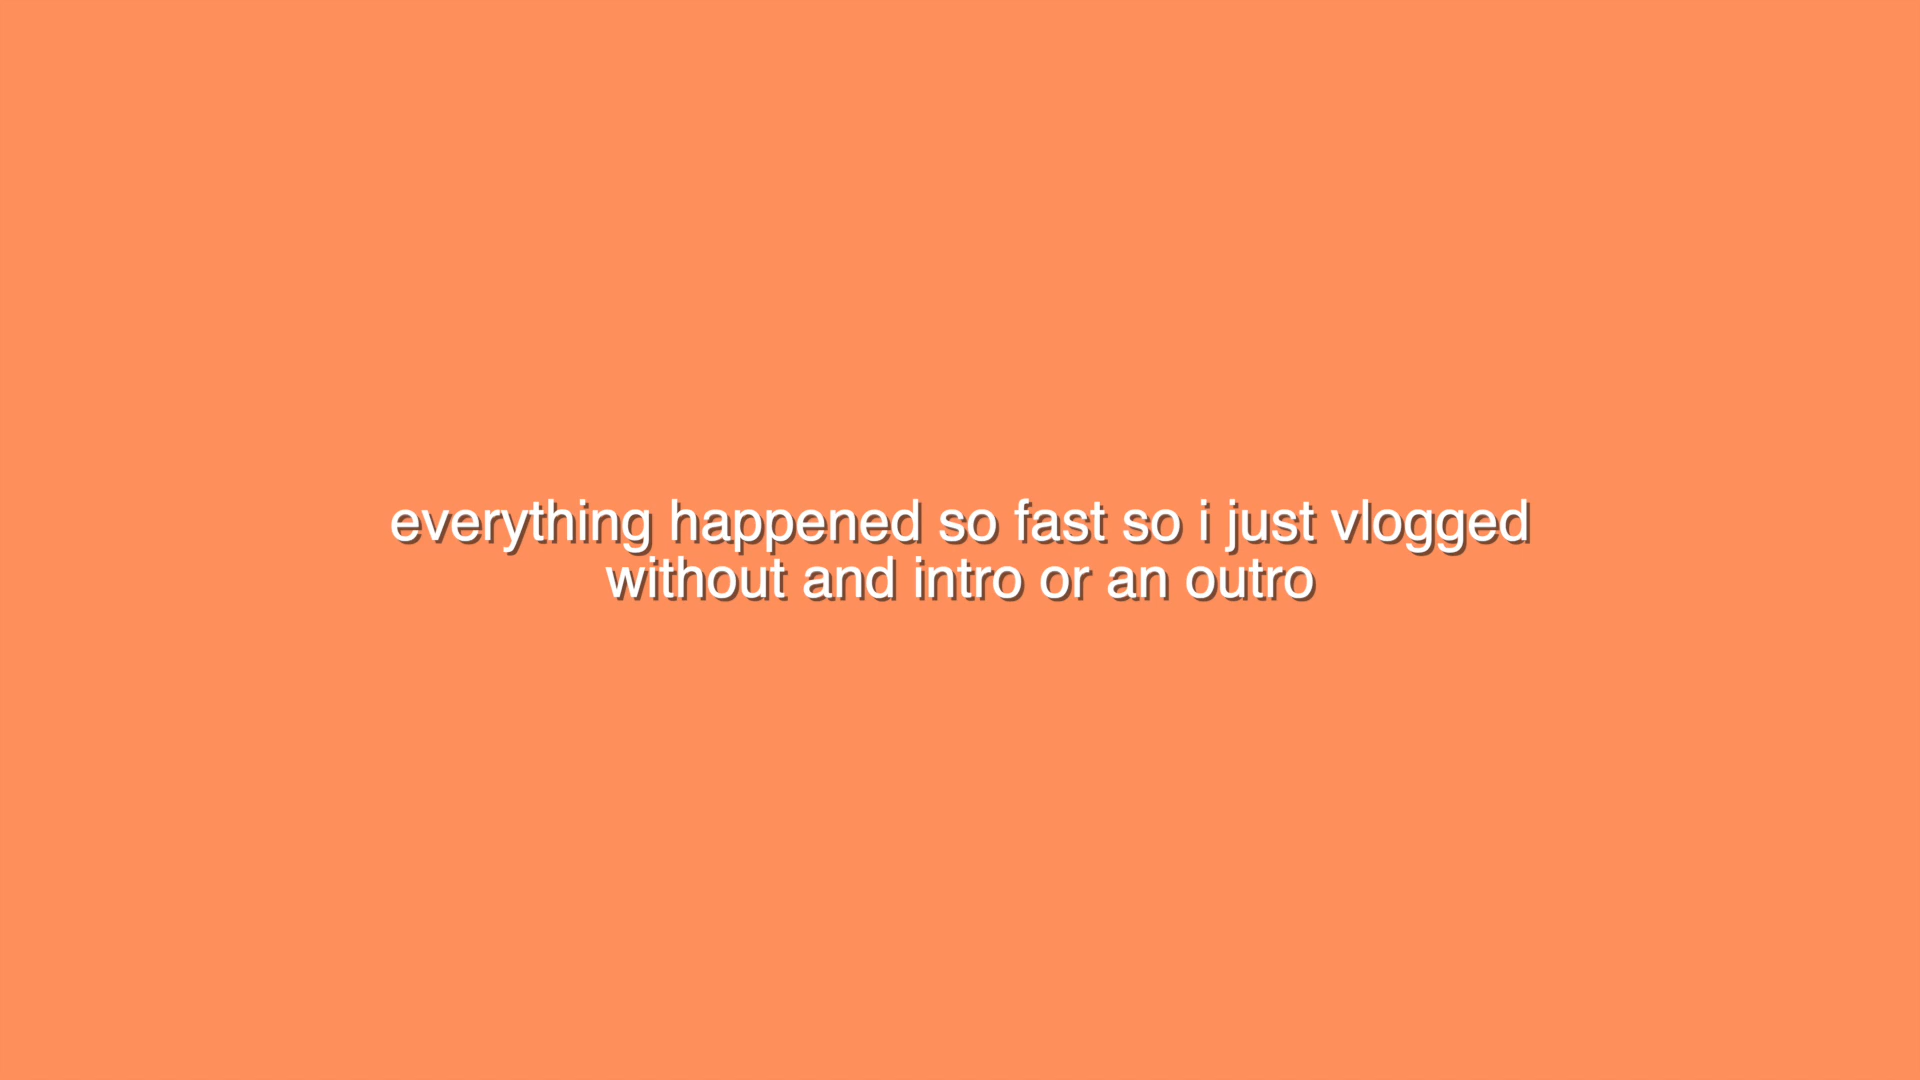 everything happened so fast so i just vlogged
without and intro or an outro